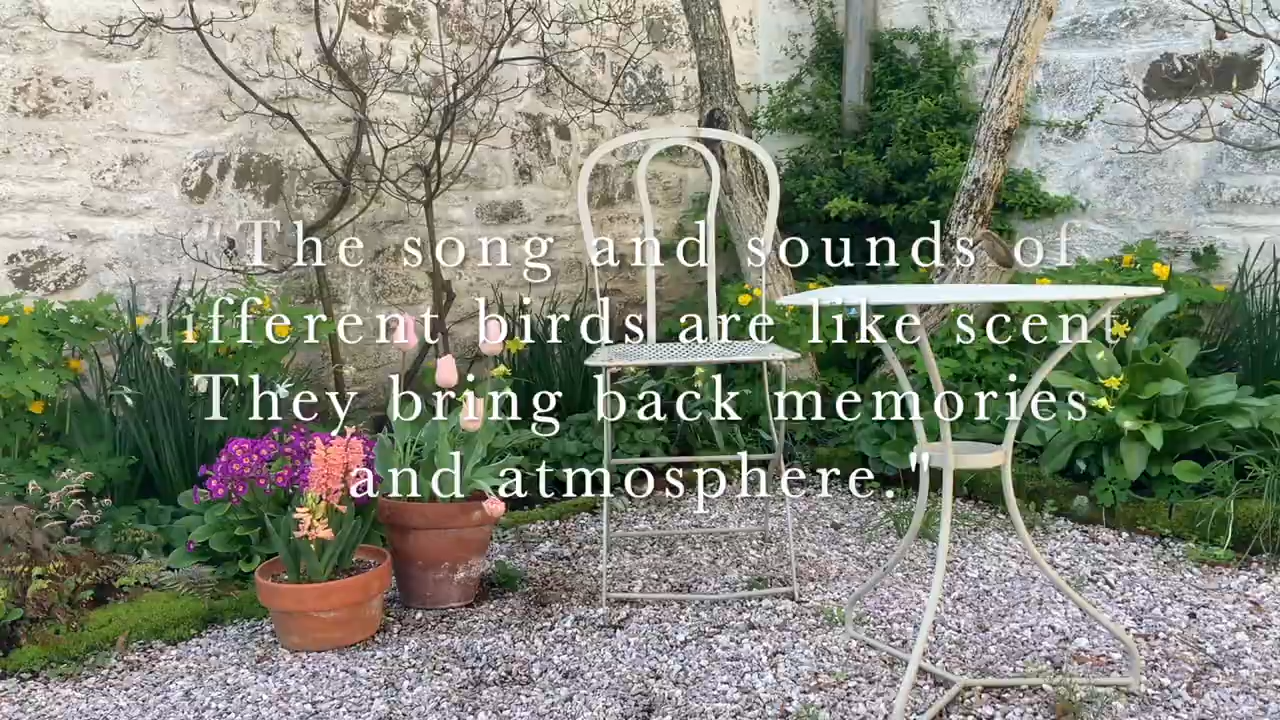 "The song and sounds of
different birds are like scent
They bring back memories
and atmosphere."